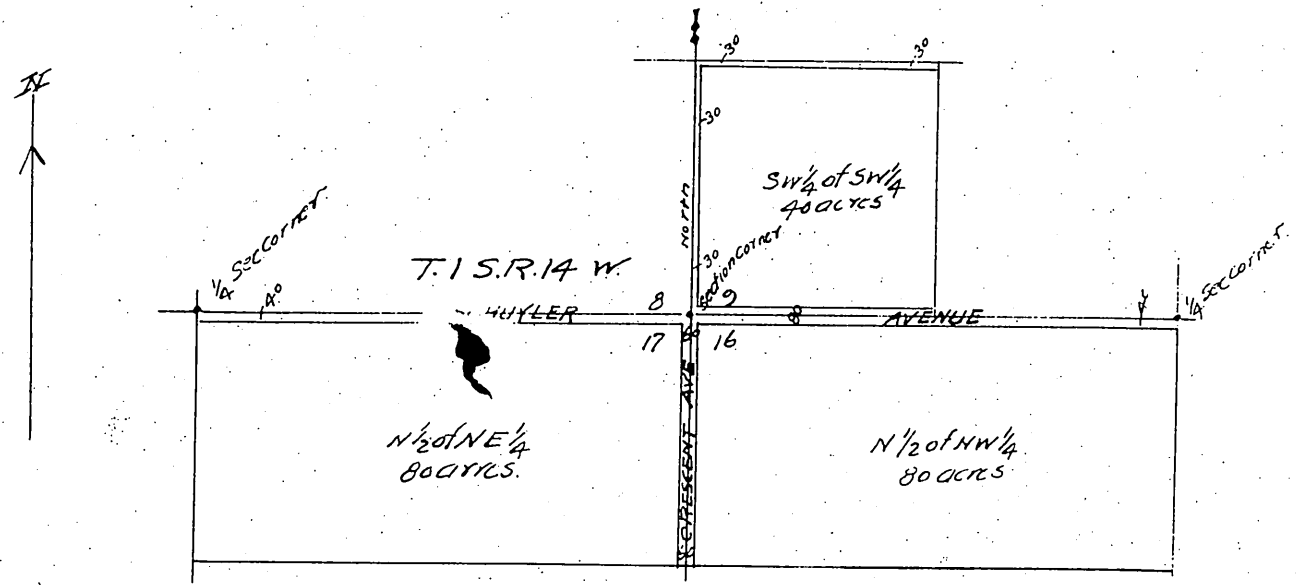 N
30
30
30
SW¼ of SW¼
40 acres
NORTH
¼ Sec Corner
T. 1 S. R. 14 W.
30
Section Corner
¼ Sec Corner
8
9
40
HUYLER
80
AVENUE
17
16
CRESCENT AVE
N½ of NE¼
80 acres.
N½ of NW¼
80 acres